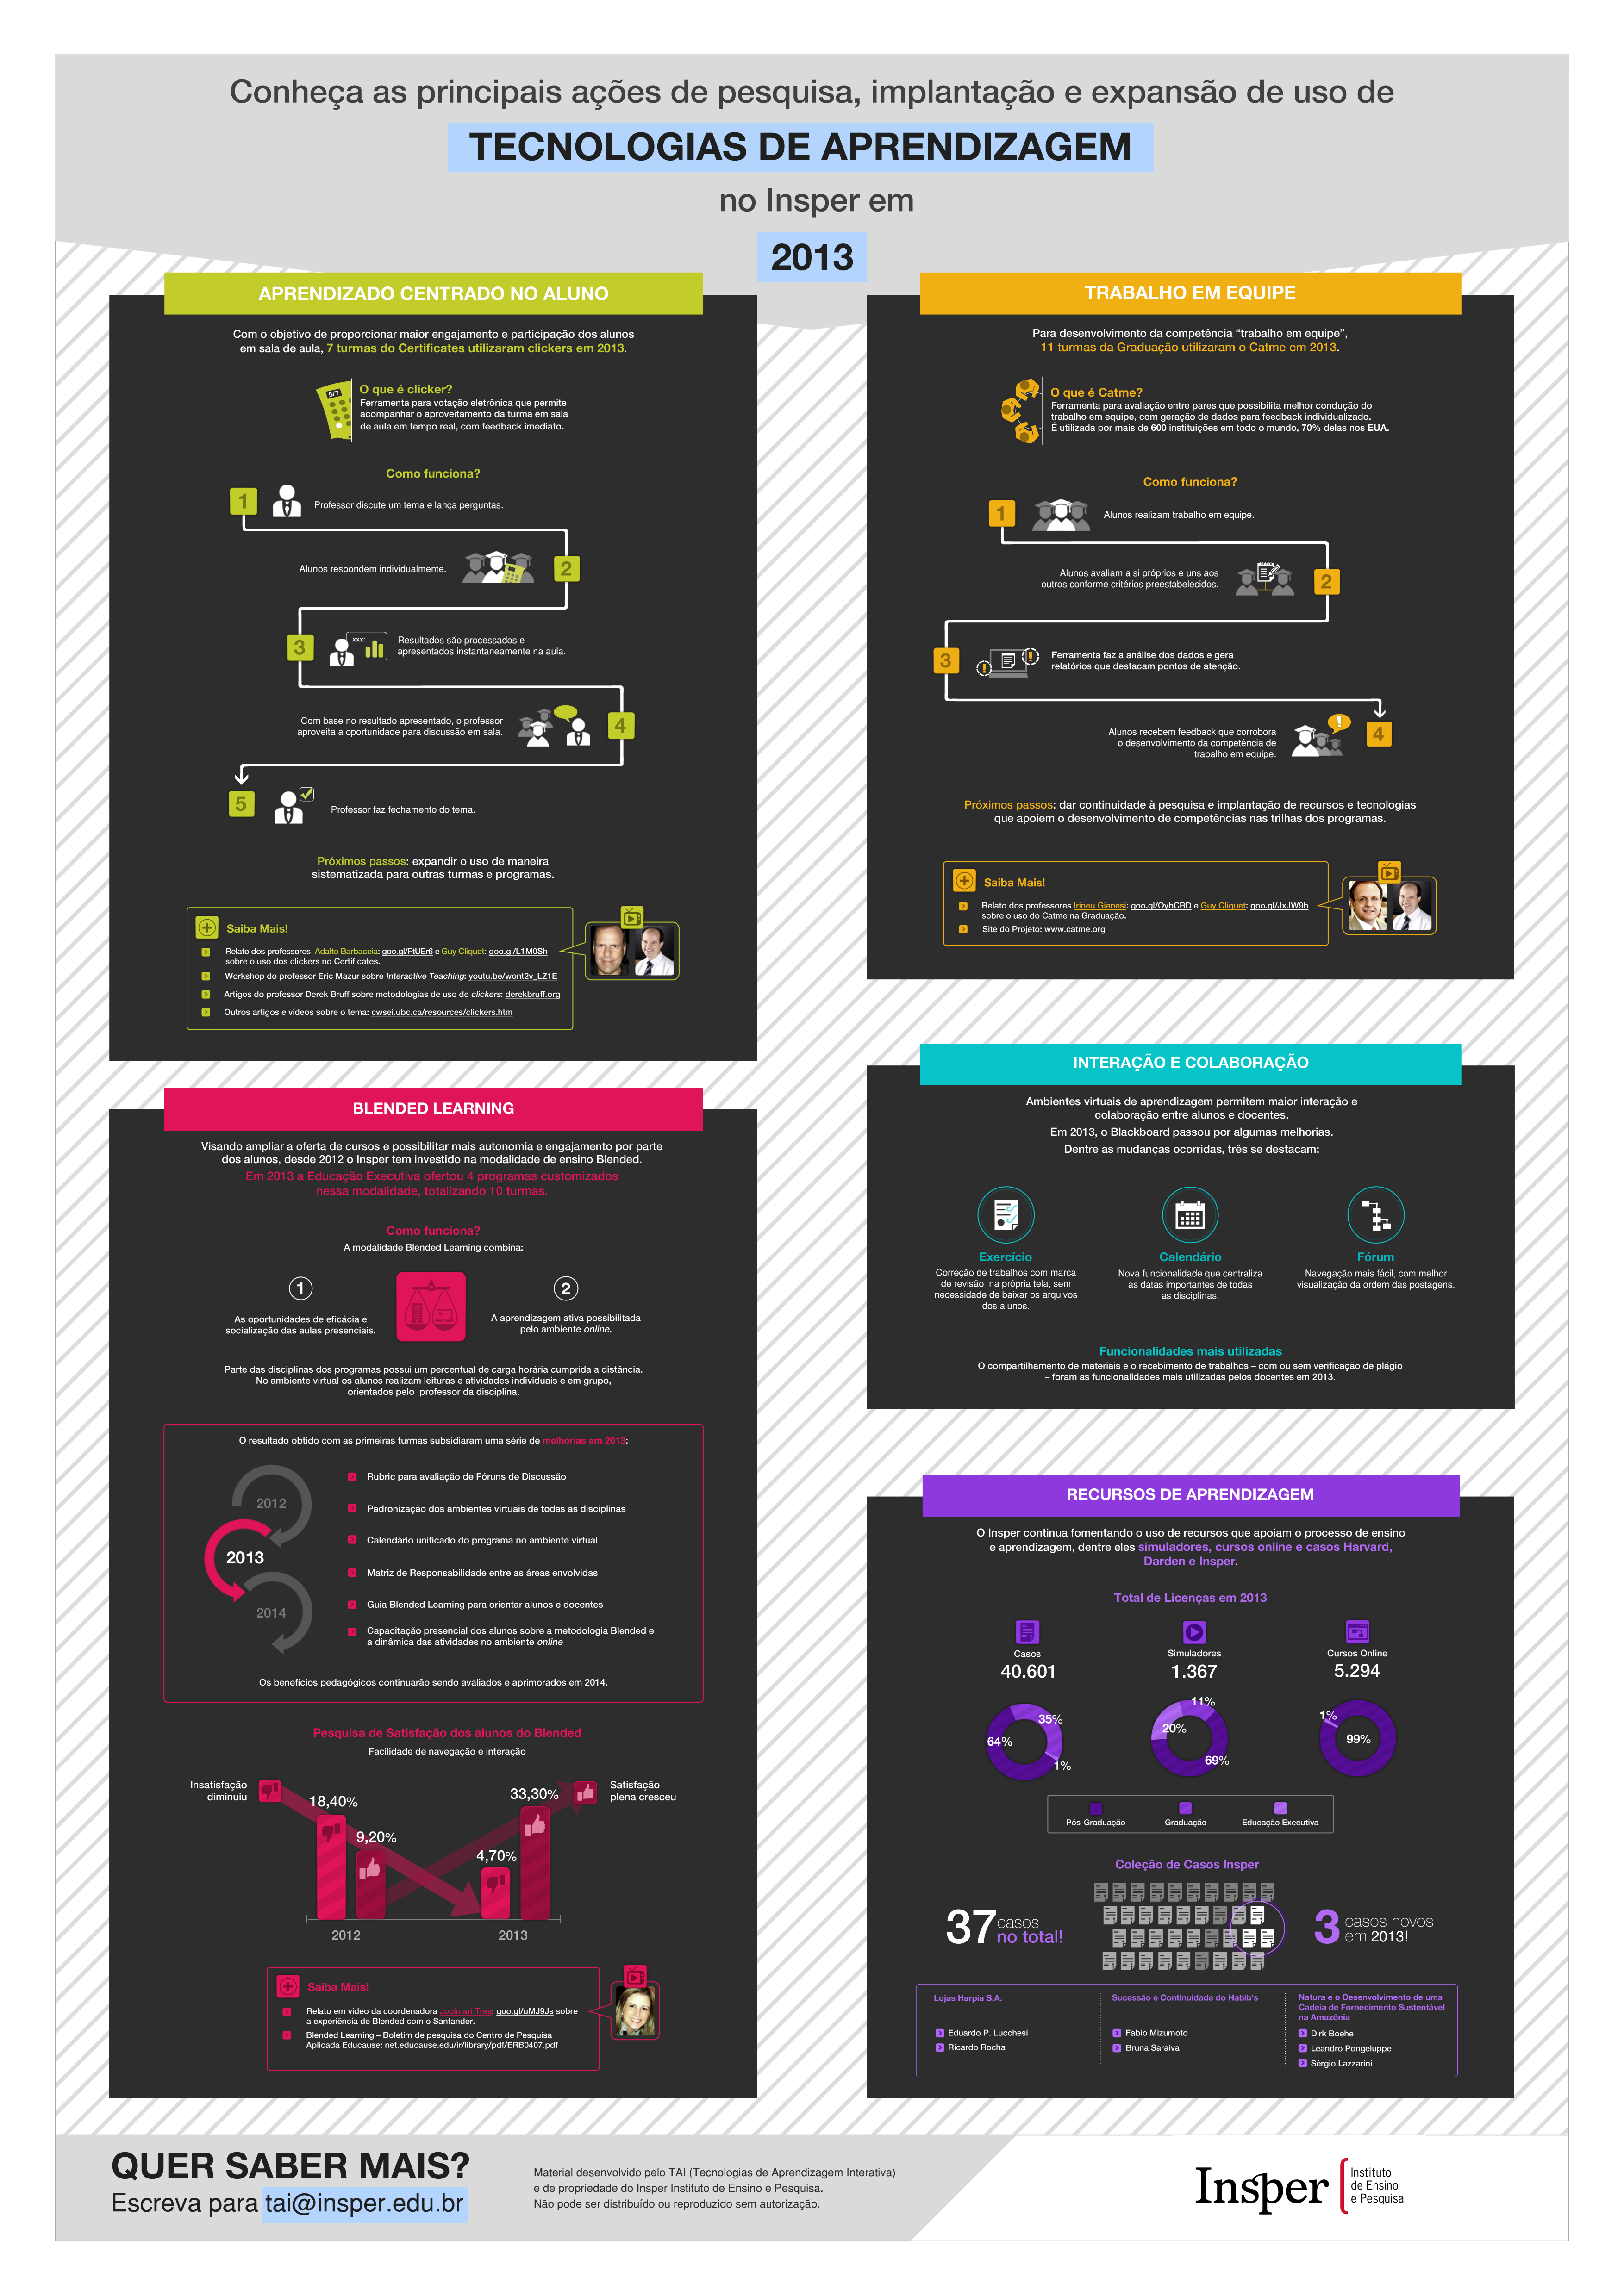 Conheça as principais ações de pesquisa, implantação e expansão de uso de
TECNOLOGIAS DE APRENDIZAGEM
no Insper em
2013
APRENDIZADO CENTRADO NO ALUNO
Com o objetivo de proporcionar maior engajamento e participação dos alunos
em sala de aula, 7 turmas do Certificates utilizaram clickers em 2013.
5/7
O que é clicker?
Ferramenta para votação eletrônica que permite
acompanhar o aproveitamento da turma em sala
de aula em tempo real, com feedback imediato.
Como funciona?
1
Professor discute um tema e lança perguntas.
Alunos respondem individualmente.
2
3
xxx:
Resultados são processados e
apresentados instantaneamente na aula.
Com base no resultado apresentado, o professor
aproveita a oportunidade para discussão em sala.
4
5
Professor faz fechamento do tema.
Próximos passos: expandir o uso de maneira
sistematizada para outras turmas e programas.
Saiba Mais!
Relato dos professores Adalto Barbaceia: goo.gl/FtUEr6 e Guy Cliquet: goo.gl/L1M0Sh
sobre o uso dos clickers no Certificates.
Workshop do professor Eric Mazur sobre Interactive Teaching: youtu.be/wont2v_LZ1E
Artigos do professor Derek Bruff sobre metodologias de uso de clickers: derekbruff.org
Outros artigos e vídeos sobre o tema: cwsei.ubc.ca/resources/clickers.htm
TRABALHO EM EQUIPE
Para desenvolvimento da competência “trabalho em equipe”,
11 turmas da Graduação utilizaram o Catme em 2013.
O que é Catme?
Ferramenta para avaliação entre pares que possibilita melhor condução do
trabalho em equipe, com geração de dados para feedback individualizado.
É utilizada por mais de 600 instituições em todo o mundo, 70% delas nos EUA.
Como funciona?
1
Alunos realizam trabalho em equipe.
Alunos avaliam a si próprios e uns aos
outros conforme critérios preestabelecidos.
2
3
Ferramenta faz a análise dos dados e gera
relatórios que destacam pontos de atenção.
Alunos recebem feedback que corrobora
o desenvolvimento da competência de
trabalho em equipe.
4
Próximos passos: dar continuidade à pesquisa e implantação de recursos e tecnologias
que apoiem o desenvolvimento de competências nas trilhas dos programas.
Saiba Mais!
Relato dos professores Irineu Gianesi: goo.gl/OybCBD e Guy Cliquet: goo.gl/JxJW9b
sobre o uso do Catme na Graduação.
Site do Projeto: www.catme.org
BLENDED LEARNING
Visando ampliar a oferta de cursos e possibilitar mais autonomia e engajamento por parte
dos alunos, desde 2012 o Insper tem investido na modalidade de ensino Blended.
Em 2013 a Educação Executiva ofertou 4 programas customizados
nessa modalidade, totalizando 10 turmas.
Como funciona?
A modalidade Blended Learning combina:
1
As oportunidades de eficácia e
socialização das aulas presenciais.
2
A aprendizagem ativa possibilitada
pelo ambiente online.
Parte das disciplinas dos programas possui um percentual de carga horária cumprida a distância.
No ambiente virtual os alunos realizam leituras e atividades individuais e em grupo,
orientados pelo professor da disciplina.
O resultado obtido com as primeiras turmas subsidiaram uma série de melhorias em 2013:
2012
2013
2014
Rubric para avaliação de Fóruns de Discussão
Padronização dos ambientes virtuais de todas as disciplinas
Calendário unificado do programa no ambiente virtual
Matriz de Responsabilidade entre as áreas envolvidas
Guia Blended Learning para orientar alunos e docentes
Capacitação presencial dos alunos sobre a metodologia Blended e
a dinâmica das atividades no ambiente online
Os benefícios pedagógicos continuarão sendo avaliados e aprimorados em 2014.
Pesquisa de Satisfação dos alunos do Blended
Facilidade de navegação e interação
Insatisfação
diminuiu
18,40%
9,20%
4,70%
33,30%
Satisfação
plena cresceu
2012
2013
Saiba Mais!
Relato em vídeo da coordenadora Jocimari Tres: goo.gl/uMJ9Js sobre
a experiência de Blended com o Santander.
Blended Learning – Boletim de pesquisa do Centro de Pesquisa
Aplicada Educause: net.educause.edu/ir/library/pdf/ERB0407.pdf
INTERAÇÃO E COLABORAÇÃO
Ambientes virtuais de aprendizagem permitem maior interação e
colaboração entre alunos e docentes.
Em 2013, o Blackboard passou por algumas melhorias.
Dentre as mudanças ocorridas, três se destacam:
Exercício
Correção de trabalhos com marca
de revisão na própria tela, sem
necessidade de baixar os arquivos
dos alunos.
Calendário
Nova funcionalidade que centraliza
as datas importantes de todas
as disciplinas.
Fórum
Navegação mais fácil, com melhor
visualização da ordem das postagens.
Funcionalidades mais utilizadas
O compartilhamento de materiais e o recebimento de trabalhos – com ou sem verificação de plágio
– foram as funcionalidades mais utilizadas pelos docentes em 2013.
RECURSOS DE APRENDIZAGEM
O Insper continua fomentando o uso de recursos que apoiam o processo de ensino
e aprendizagem, dentre eles simuladores, cursos online e casos Harvard,
Darden e Insper.
Total de Licenças em 2013
Casos
40.601
Simuladores
1.367
Cursos Online
5.294
35%
64%
1%
11%
20%
69%
1%
99%
Pós-Graduação
Graduação
Educação Executiva
Coleção de Casos Insper
37 casos
no total!
3 casos novos
em 2013!
Lojas Harpia S.A.
Eduardo P. Lucchesi
Ricardo Rocha
Sucessão e Continuidade do Habib's
Fabio Mizumoto
Bruna Saraiva
Natura e o Desenvolvimento de uma
Cadeia de Fornecimento Sustentável
na Amazônia
Dirk Boehe
Leandro Pongeluppe
Sérgio Lazzarini
QUER SABER MAIS?
Escreva para tai@insper.edu.br
Material desenvolvido pelo TAI (Tecnologias de Aprendizagem Interativa)
e de propriedade do Insper Instituto de Ensino e Pesquisa.
Não pode ser distribuído ou reproduzido sem autorização.
Insper
Instituto
de Ensino
e Pesquisa